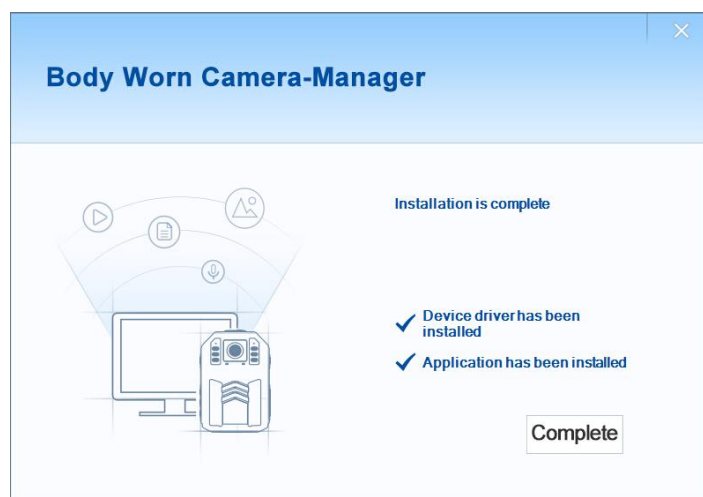 Body Worn Camera-Manager
Installation is complete
Device driver has been
installed
Application has been installed
Complete